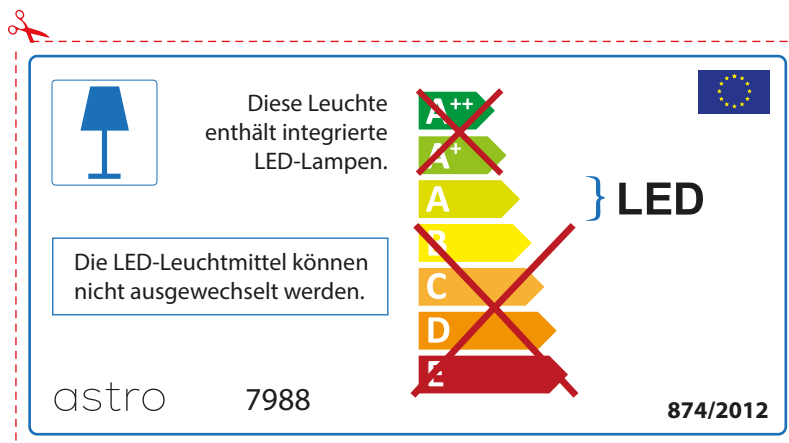 Diese Leuchte
enthält integrierte
LED-Lampen.
A++
A+
A
B
C
D
E
LED
Die LED-Leuchtmittel können
nicht ausgewechselt werden.
astro
7988
874/2012